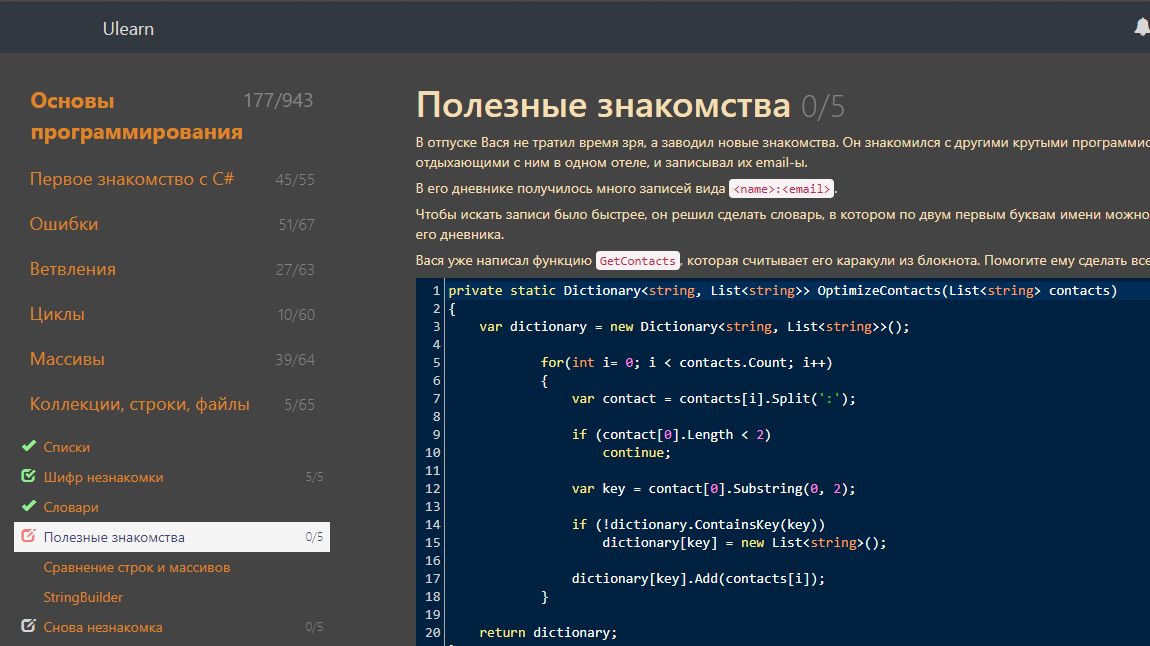 Ulearn
Основы 177/943
программирования
Первое знакомство с C# 45/55
Ошибки 51/67
Ветвления 27/63
Циклы 10/60
Массивы 39/64
Коллекции, строки, файлы 5/65
Списки
Шифр незнакомки 5/5
Словари
Полезные знакомства 0/5
Сравнение строк и массивов
StringBuilder
Снова незнакомка 0/5
Полезные знакомства 0/5
В отпуске Вася не тратил время зря, а заводил новые знакомства. Он знакомился с другими крутыми
отдыхающими с ним в одном отеле, и записывал их email-ы.
В его дневнике получилось много записей вида <name>:<email>.
Чтобы искать записи было быстрее, он решил сделать словарь, в котором по двум первым буквам имени можно
его дневника.
Вася уже написал функцию GetContacts, которая считывает его каракули из блокнота. Помогите ему сделать все
1 private static Dictionary<string, List<string>> OptimizeContacts(List<string> contacts)
2 {
3 var dictionary = new Dictionary<string, List<string>>();
4
5 for(int i= 0; i < contacts.Count; i++)
6 {
7 var contact = contacts[i].Split(':');
8
9 if (contact[0].Length < 2)
10 continue;
11
12 var key = contact[0].Substring(0, 2);
13
14 if (!dictionary.ContainsKey(key))
15 dictionary[key] = new List<string>();
16
17 dictionary[key].Add(contacts[i]);
18 }
19
20 return dictionary;